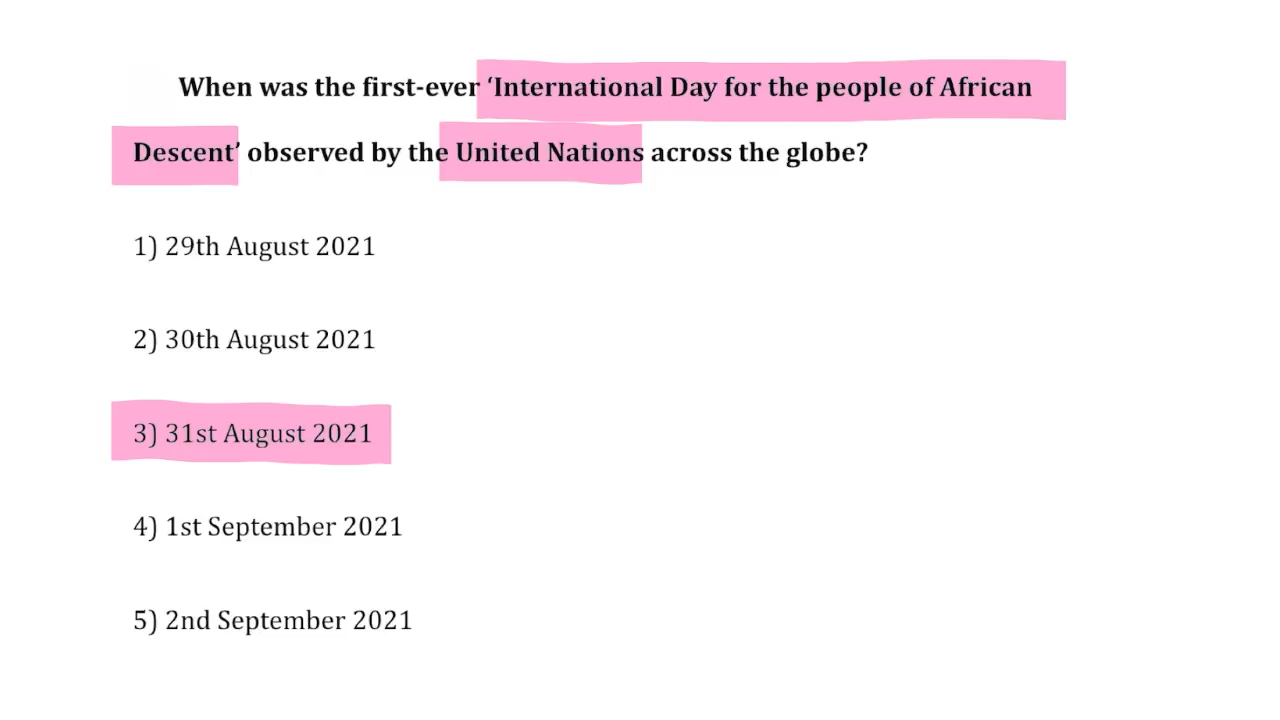 When was the first-ever ‘International Day for the people of African
Descent’ observed by the United Nations across the globe?
1) 29th August 2021
2) 30th August 2021
3) 31st August 2021
4) 1st September 2021
5) 2nd September 2021